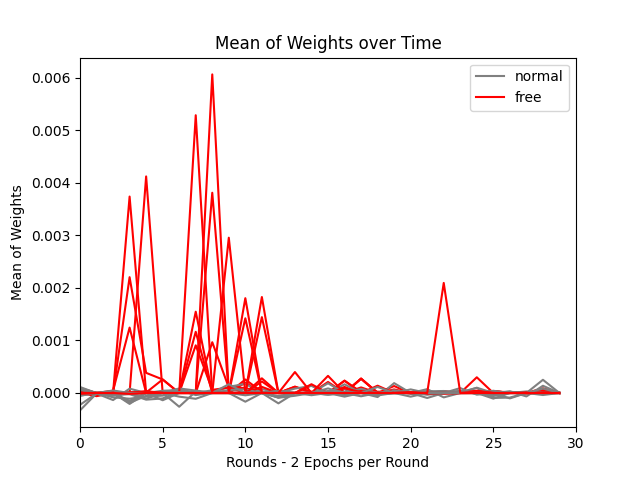 Mean of Weights over Time
normal
free
Mean of Weights
0.006
0.005
0.004
0.003
0.002
0.001
0.000
0 5 10 15 20 25 30
Rounds - 2 Epochs per Round